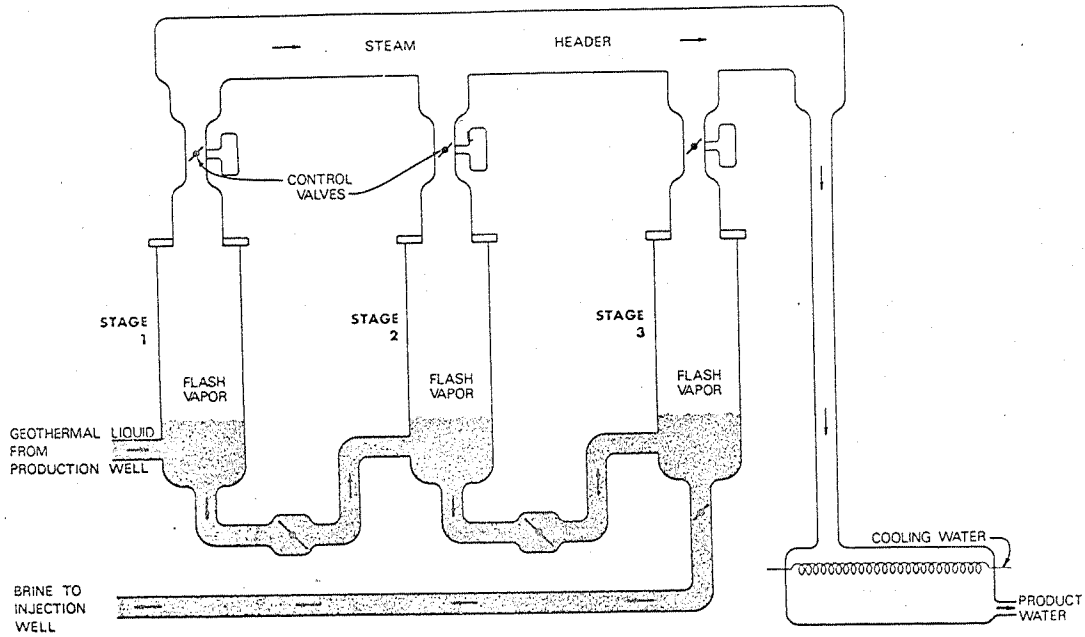 STEAM HEADER
CONTROL
VALVES
STAGE
1
STAGE
2
STAGE
3
FLASH
VAPOR
FLASH
VAPOR
FLASH
VAPOR
GEOTHERMAL LIQUID
FROM
PRODUCTION WELL
COOLING WATER
BRINE TO
INJECTION
WELL
PRODUCT
WATER